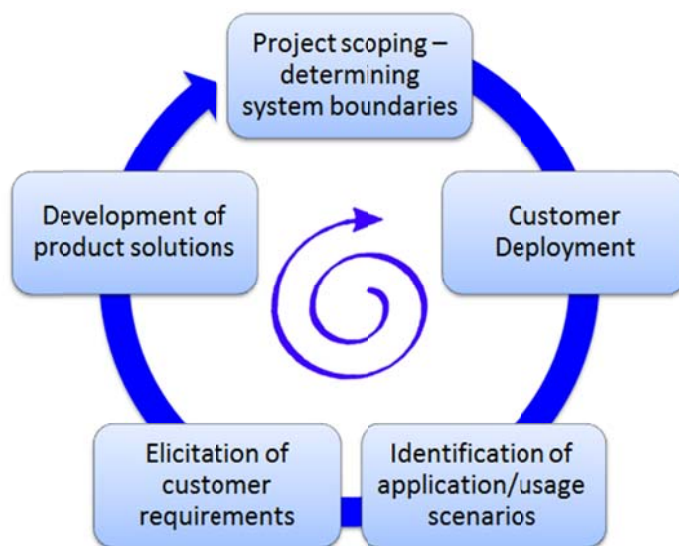 Project scoping –
determining
system boundaries
Customer
Deployment
Identification of
application/usage
scenarios
Elicitation of
customer
requirements
Development of
product solutions